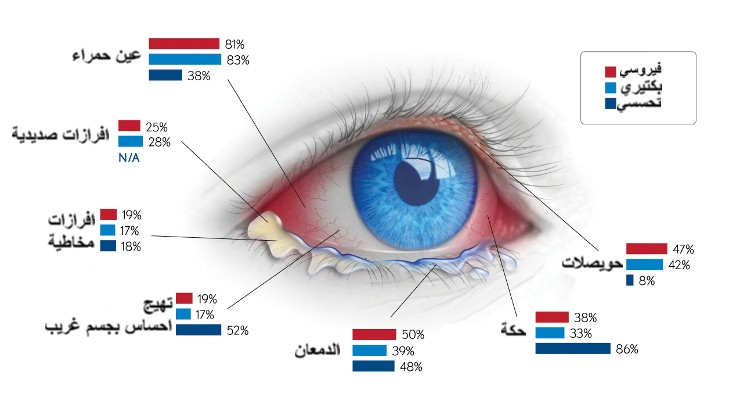 عين حمراء
81%
83%
38%
فيروسي
بكتيري
تحسسي
افرازات صديدية
25%
28%
N/A
افرازات
مخاطية
19%
17%
18%
حويصلات
47%
42%
8%
تهيج
احساس بجسم غريب
19%
17%
52%
الدمعان
50%
39%
48%
حكة
38%
33%
86%